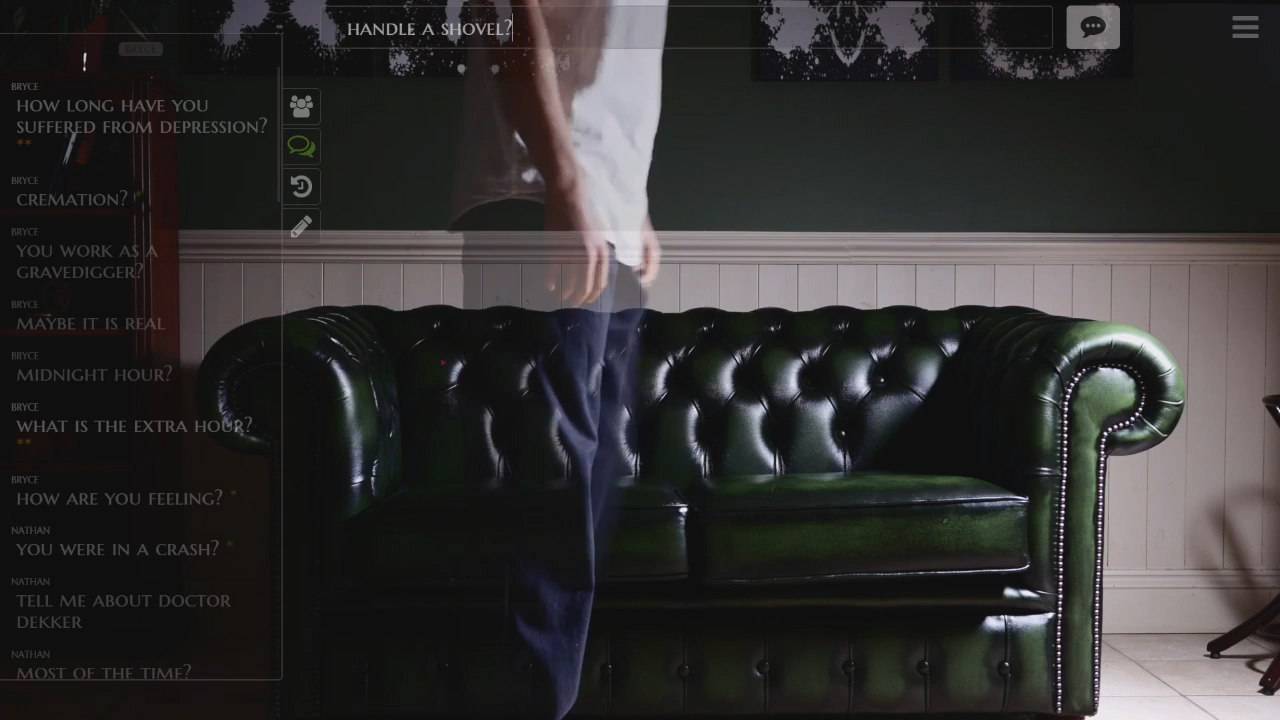 HANDLE A SHOVEL?
BRYCE
BRYCE
HOW LONG HAVE YOU
SUFFERED FROM DEPRESSION?
**
BRYCE
CREMATION? *
BRYCE
YOU WORK AS A
GRAVEDIGGER?
BRYCE
MAYBE IT IS REAL
BRYCE
MIDNIGHT HOUR?
BRYCE
WHAT IS THE EXTRA HOUR?
**
BRYCE
HOW ARE YOU FEELING? *
NATHAN
YOU WERE IN A CRASH? *
NATHAN
TELL ME ABOUT DOCTOR
DEKKER
NATHAN
MOST OF THE TIME?